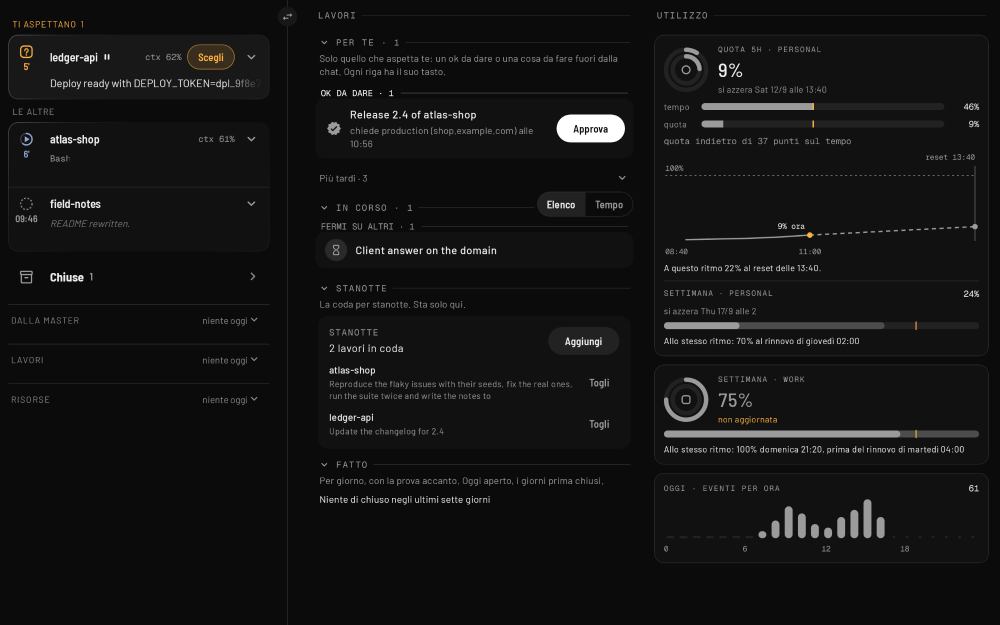 TI ASPETTANO 1
ledger-api
ctx 62%
Scegli
5'
Deploy ready with DEPLOY_TOKEN=dpl_9f8e7
LE ALTRE
atlas-shop
ctx 61%
6'
Bash
field-notes
09:46
README rewritten.
Chiuse 1
DALLA MASTER
niente oggi
LAVORI
niente oggi
RISORSE
niente oggi
LAVORI
PER TE · 1
Solo quello che aspetta te: un ok da dare o una cosa da fare fuori dalla
chat. Ogni riga ha il suo tasto.
OK DA DARE · 1
Release 2.4 of atlas-shop
chiede production (shop.example.com) alle
10:56
Approva
Più tardi · 3
IN CORSO · 1
Elenco
Tempo
FERMI SU ALTRI · 1
Client answer on the domain
STANOTTE
La coda per stanotte. Sta solo qui.
STANOTTE
2 lavori in coda
Aggiungi
atlas-shop
Reproduce the flaky issues with their seeds, fix the real ones,
run the suite twice and write the notes to
Togli
ledger-api
Update the changelog for 2.4
Togli
FATTO
Per giorno, con la prova accanto. Oggi aperto, i giorni prima chiusi.
Niente di chiuso negli ultimi sette giorni
UTILIZZO
QUOTA 5H · PERSONAL
9%
si azzera Sat 12/9 alle 13:40
tempo
46%
quota
9%
quota indietro di 37 punti sul tempo
reset 13:40
100%
9% ora
08:40
11:00
A questo ritmo 22% al reset delle 13:40.
SETTIMANA · PERSONAL
24%
si azzera Thu 17/9 alle 2
Allo stesso ritmo: 70% al rinnovo di giovedì 02:00
SETTIMANA · WORK
75%
non aggiornata
Allo stesso ritmo: 100% domenica 21:20, prima del rinnovo di martedì 04:00
OGGI · EVENTI PER ORA
61
0
6
12
18